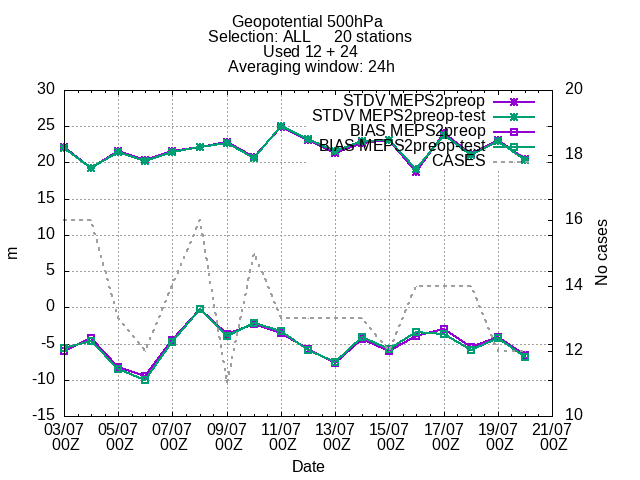 Geopotential 500hPa
Selection: ALL 20 stations
Used 12 + 24
Averaging window: 24h
30 20
STDV MEPS2preop
STDV MEPS2preop-test
BIAS MEPS2preop
BIAS MEPS2preop-test
CASES
25
20 18
15
10 16
5
0 14
-5
-10 12
-15 10
m
No cases
03/07 05/07 07/07 09/07 11/07 13/07 15/07 17/07 19/07 21/07
00Z 00Z 00Z 00Z 00Z 00Z 00Z 00Z 00Z 00Z
Date